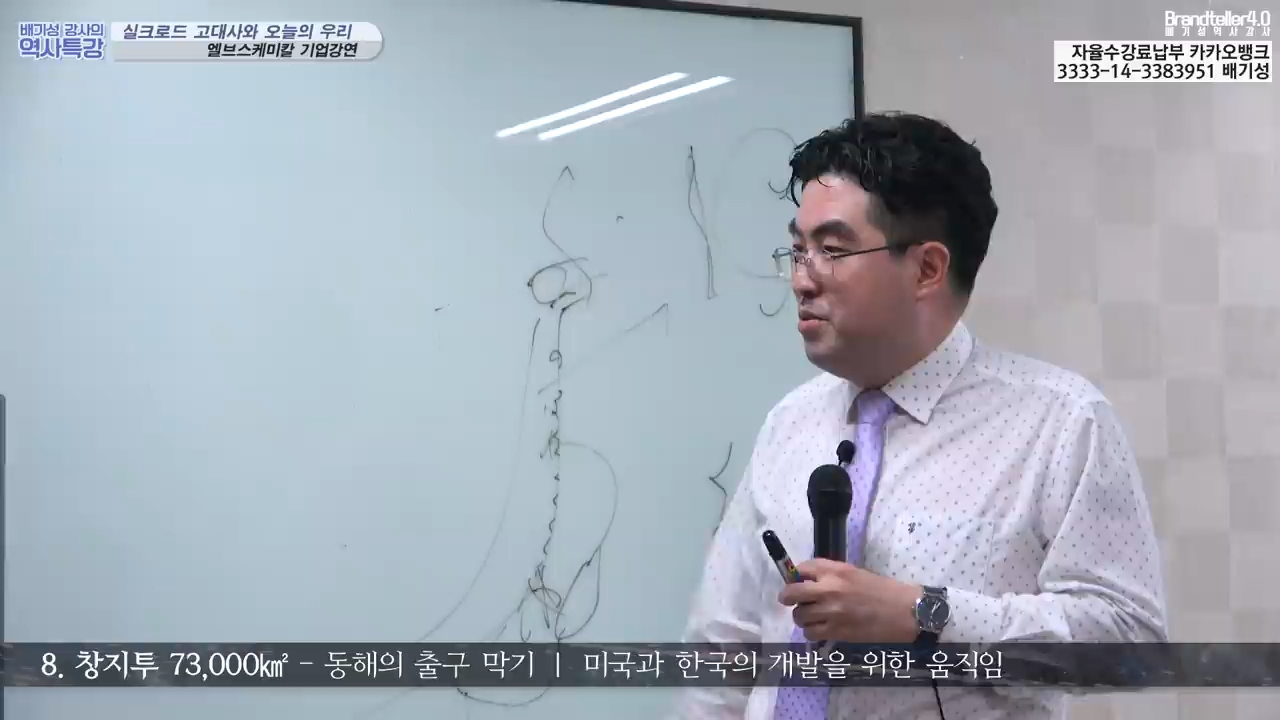 배기성 강사의
역사특강
실크로드 고대사와 오늘의 우리
엘브스케미칼 기업강연
Brandteller4.0
배기성역사강사
자율수강료납부 카카오뱅크
3333-14-3383951 배기성
8. 창지투 73,000㎢ - 동해의 출구 막기 ㅣ 미국과 한국의 개발을 위한 움직임